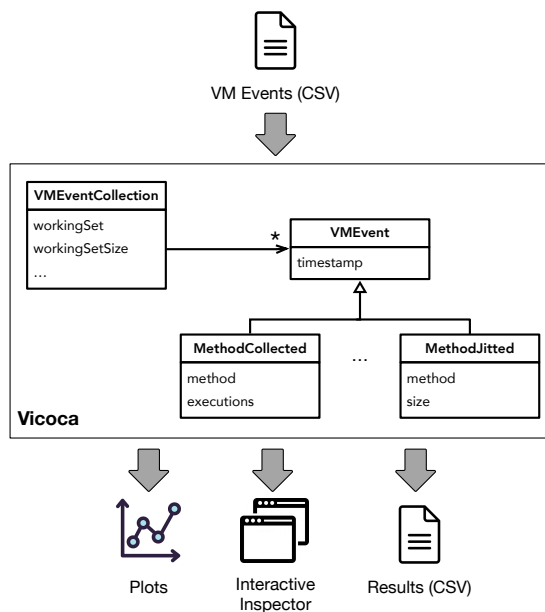 VM Events (CSV)
VMEventCollection
workingSet
workingSetSize
...
*
VMEvent
timestamp
MethodCollected
method
executions
...
MethodJitted
method
size
Vicoca
Plots
Interactive
Inspector
Results (CSV)